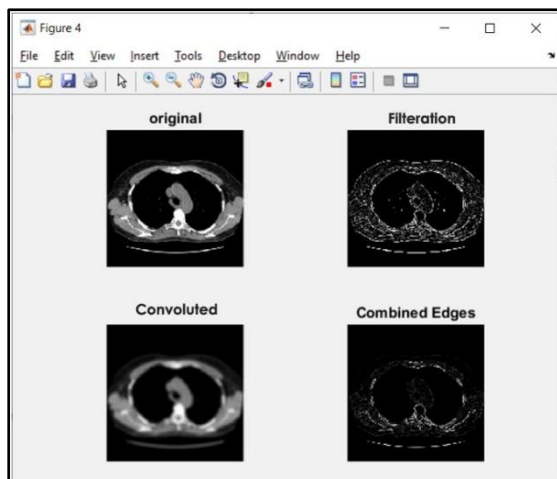 Figure 4
File Edit View Insert Tools Desktop Window Help
original
Filteration
Convoluted
Combined Edges